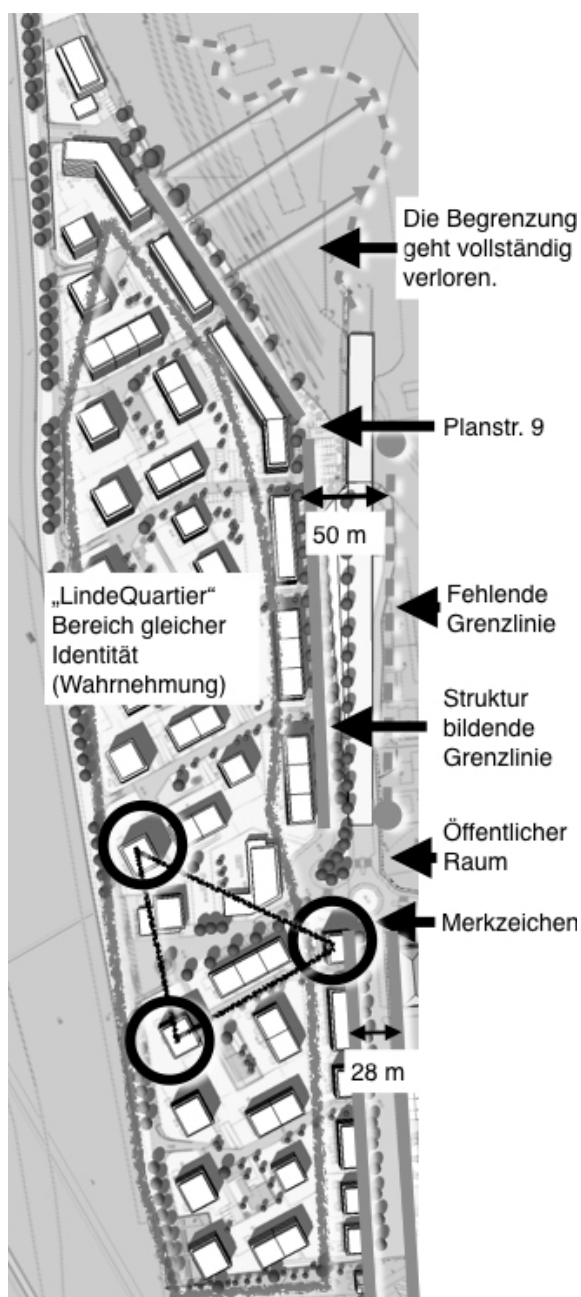 Die Begrenzung
geht vollständig
verloren.
Planstr. 9
50 m
„LindeQuartier“
Bereich gleicher
Identität
(Wahrnehmung)
Fehlende
Grenzlinie
Struktur
bildende
Grenzlinie
Öffentlicher
Raum
Merkzeichen
28 m